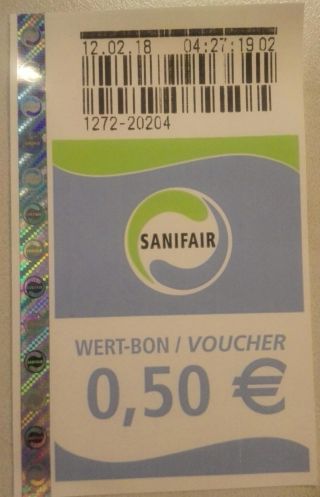 12.02.18 04:27:19 02
1272-20204
SANIFAIR
WERT-BON / VOUCHER
0,50 €